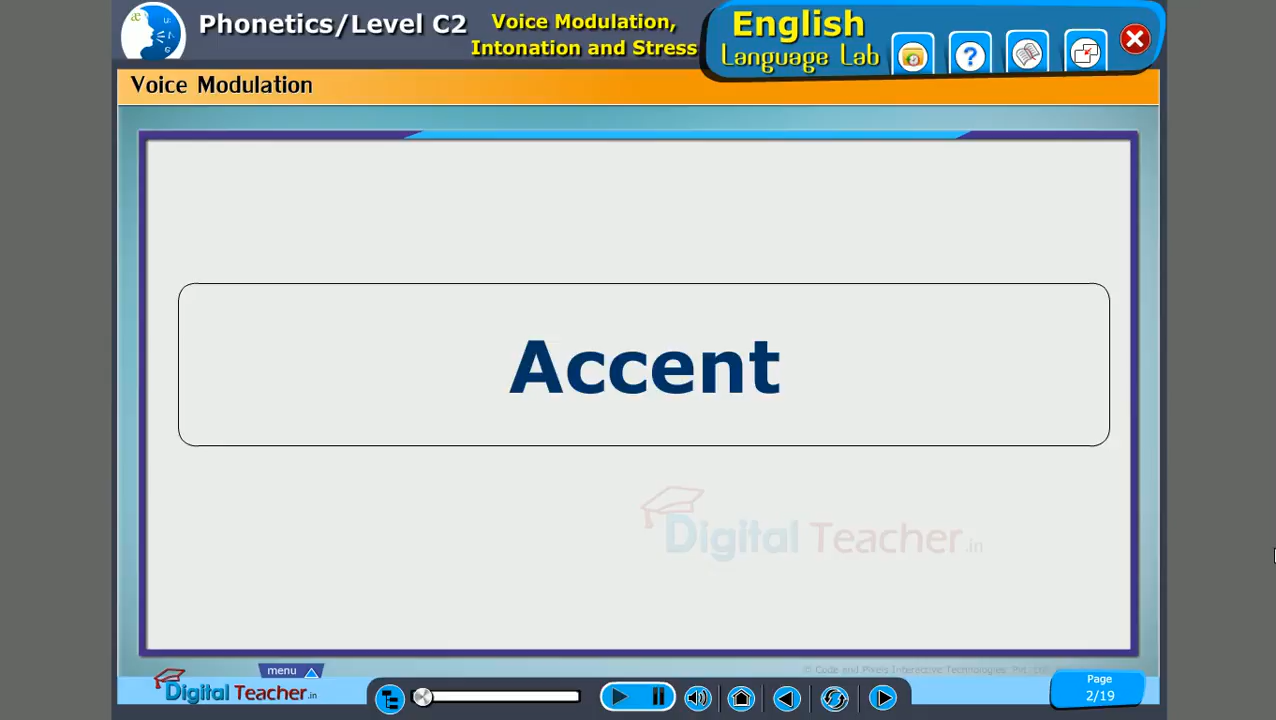 Phonetics/Level C2
Voice Modulation,
Intonation and Stress
English
Language Lab
Voice Modulation
Accent
Digital Teacher.in
menu
Digital Teacher.in
Page
2/19